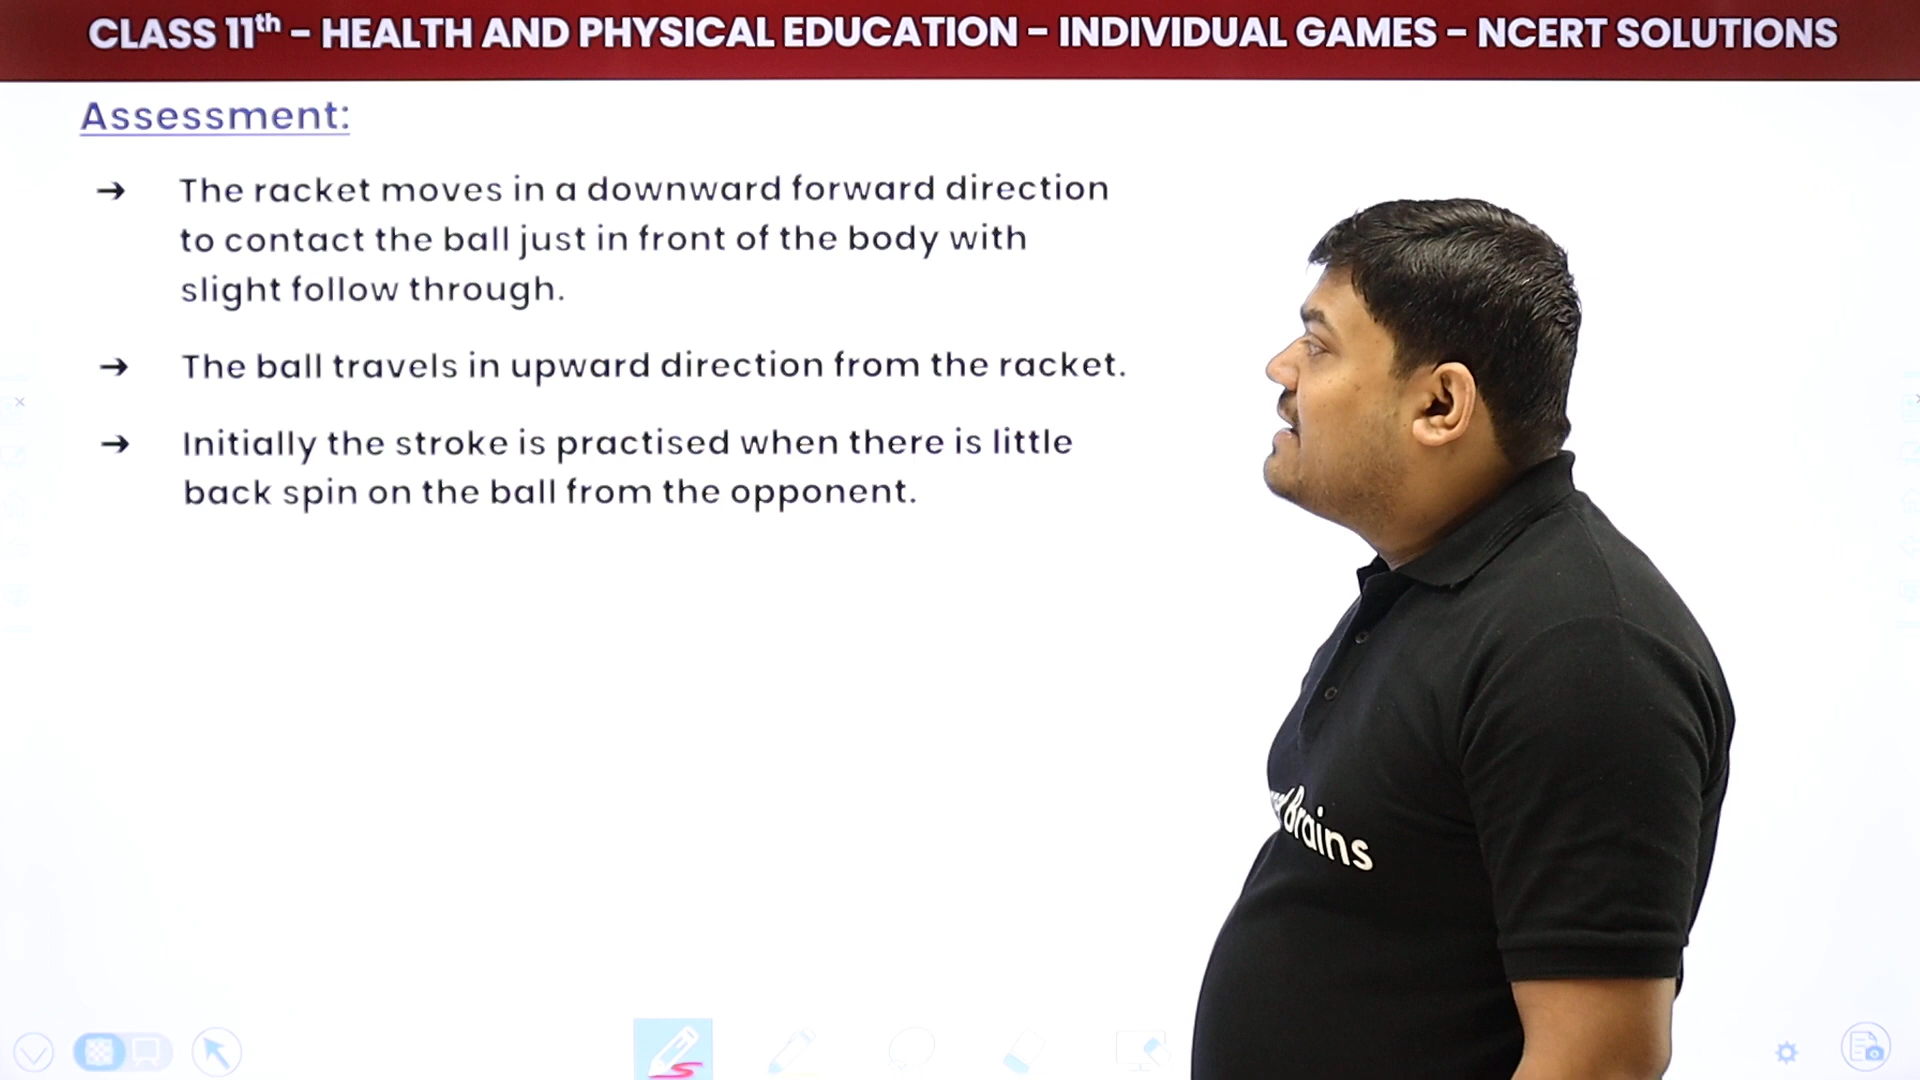 CLASS 11th – HEALTH AND PHYSICAL EDUCATION – INDIVIDUAL GAMES – NCERT SOLUTIONS
Assessment:
➔ The racket moves in a downward forward direction
to contact the ball just in front of the body with
slight follow through.
➔ The ball travels in upward direction from the racket.
➔ Initially the stroke is practised when there is little
back spin on the ball from the opponent.
Brains